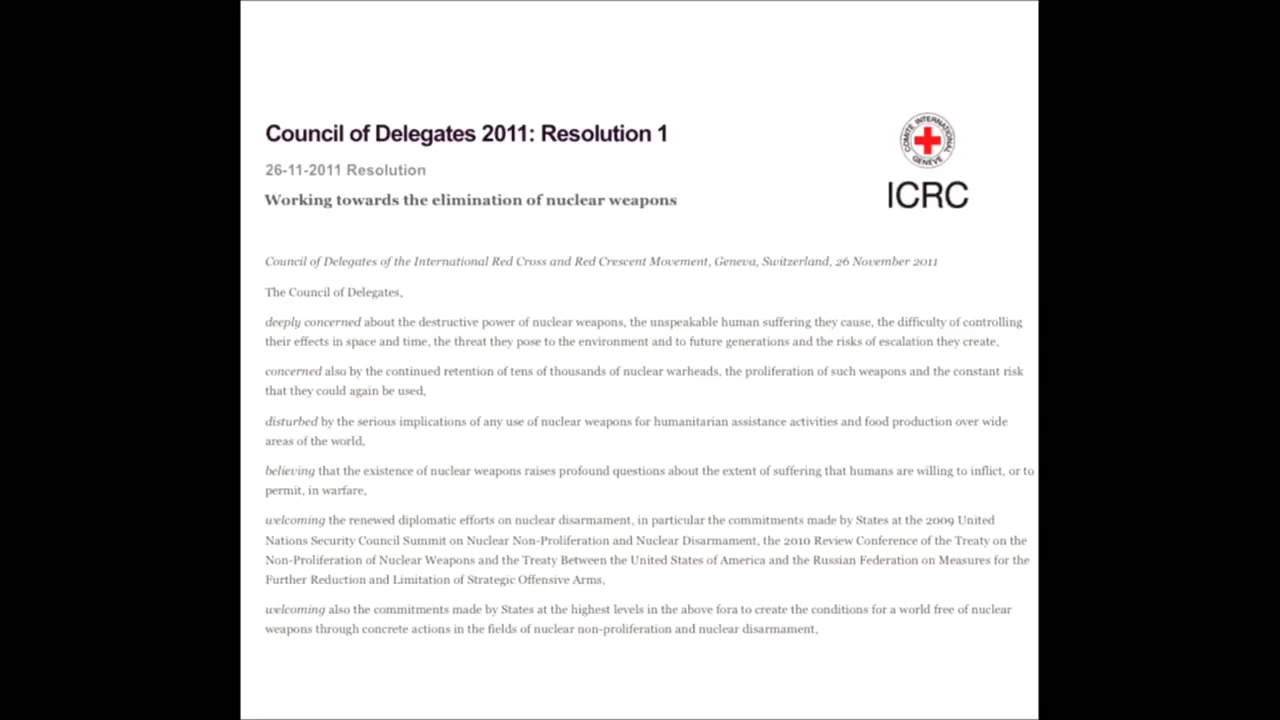 Council of Delegates 2011: Resolution 1
COMITE INTERNATIONAL GENEVE
26-11-2011 Resolution
ICRC
Working towards the elimination of nuclear weapons
Council of Delegates of the International Red Cross and Red Crescent Movement, Geneva, Switzerland, 26 November 2011
The Council of Delegates,
deeply concerned about the destructive power of nuclear weapons, the unspeakable human suffering they cause, the difficulty of controlling
their effects in space and time, the threat they pose to the environment and to future generations and the risks of escalation they create,
concerned also by the continued retention of tens of thousands of nuclear warheads, the proliferation of such weapons and the constant risk
that they could again be used,
disturbed by the serious implications of any use of nuclear weapons for humanitarian assistance activities and food production over wide
areas of the world,
believing that the existence of nuclear weapons raises profound questions about the extent of suffering that humans are willing to inflict, or to
permit, in warfare,
welcoming the renewed diplomatic efforts on nuclear disarmament, in particular the commitments made by States at the 2009 United
Nations Security Council Summit on Nuclear Non-Proliferation and Nuclear Disarmament, the 2010 Review Conference of the Treaty on the
Non-Proliferation of Nuclear Weapons and the Treaty Between the United States of America and the Russian Federation on Measures for the
Further Reduction and Limitation of Strategic Offensive Arms,
welcoming also the commitments made by States at the highest levels in the above fora to create the conditions for a world free of nuclear
weapons through concrete actions in the fields of nuclear non-proliferation and nuclear disarmament,